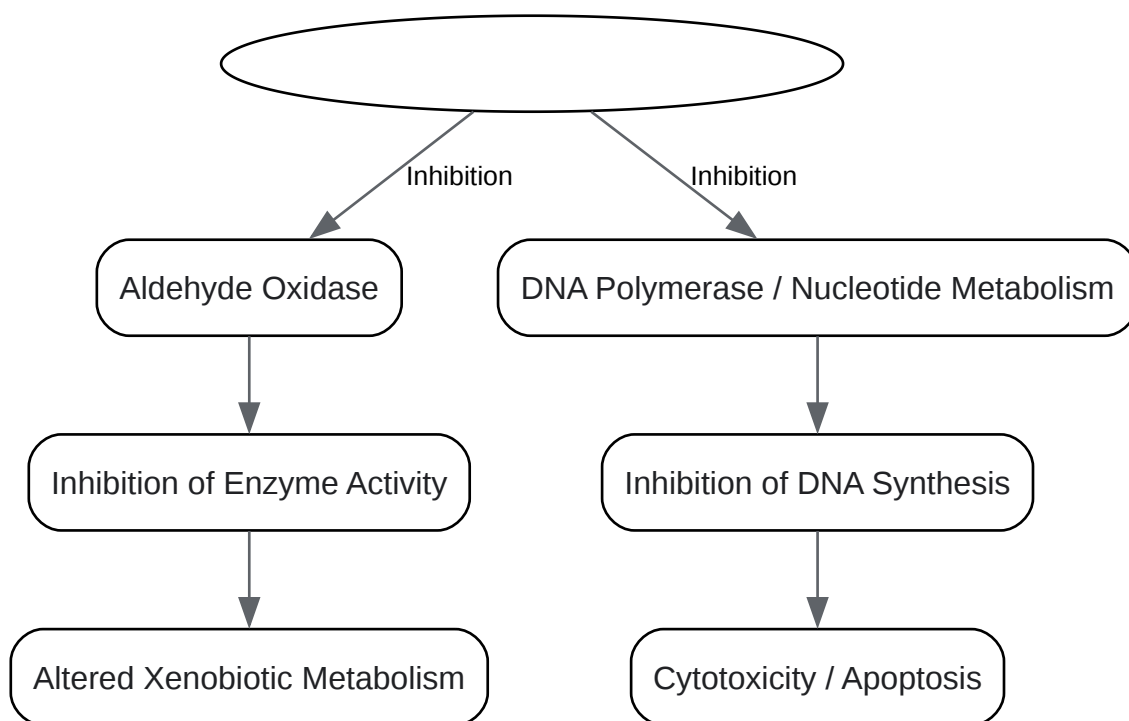 Inhibition
Inhibition
Aldehyde Oxidase
DNA Polymerase / Nucleotide Metabolism
Inhibition of Enzyme Activity
Inhibition of DNA Synthesis
Altered Xenobiotic Metabolism
Cytotoxicity / Apoptosis